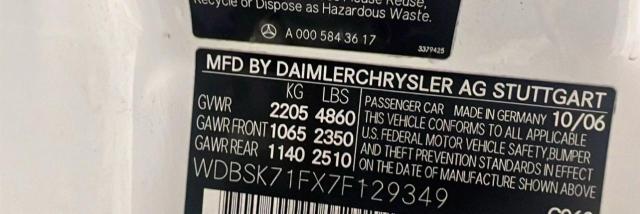 Recycle or Dispose as Hazardous Waste.
A 000 584 36 17
3379425
MFD BY DAIMLERCHRYSLER AG STUTTGART
KG LBS
GVWR 2205 4860
GAWR FRONT 1065 2350
GAWR REAR 1140 2510
PASSENGER CAR MADE IN GERMANY 10/06
THIS VEHICLE CONFORMS TO ALL APPLICABLE
U.S. FEDERAL MOTOR VEHICLE SAFETY,BUMPER
AND THEFT PREVENTION STANDARDS IN EFFECT
ON THE DATE OF MANUFACTURE SHOWN ABOVE
WDBSK71FX7F129349